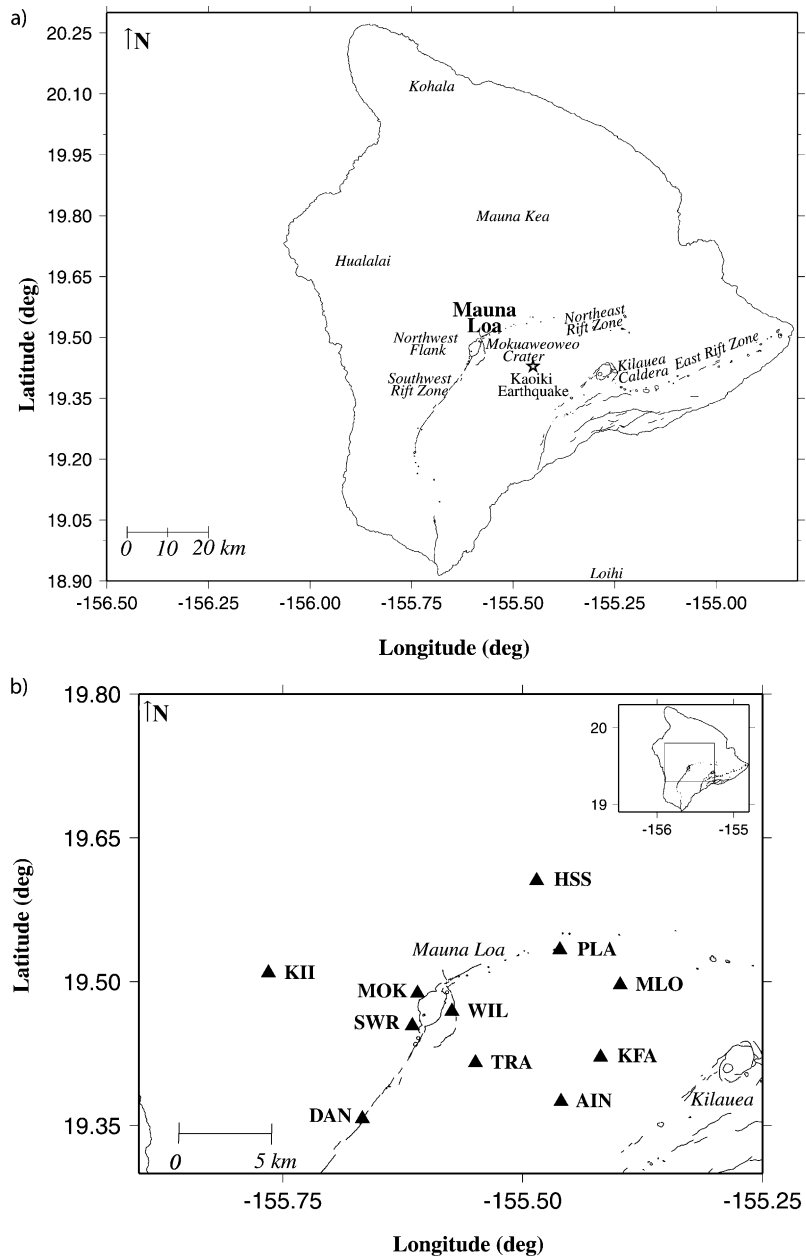 a)
↑N
20.25
20.10
19.95
19.80
19.65
19.50
19.35
19.20
19.05
18.90
Latitude (deg)
Kohala
Mauna Kea
Hualalai
Mauna
Loa
Northeast
Rift Zone
Northwest
Flank
Mokuaweoweo
Crater
Kilauea
Caldera
East Rift Zone
Southwest
Rift Zone
Kaoiki
Earthquake
0 10 20 km
Loihi
-156.50 -156.25 -156.00 -155.75 -155.50 -155.25 -155.00
Longitude (deg)
b)
↑N
19.80
19.65
19.50
19.35
Latitude (deg)
20
19
-156 -155
HSS
Mauna Loa
PLA
KII
MLO
MOK
WIL
SWR
TRA
KFA
AIN
Kilauea
DAN
0 5 km
-155.75 -155.50 -155.25
Longitude (deg)